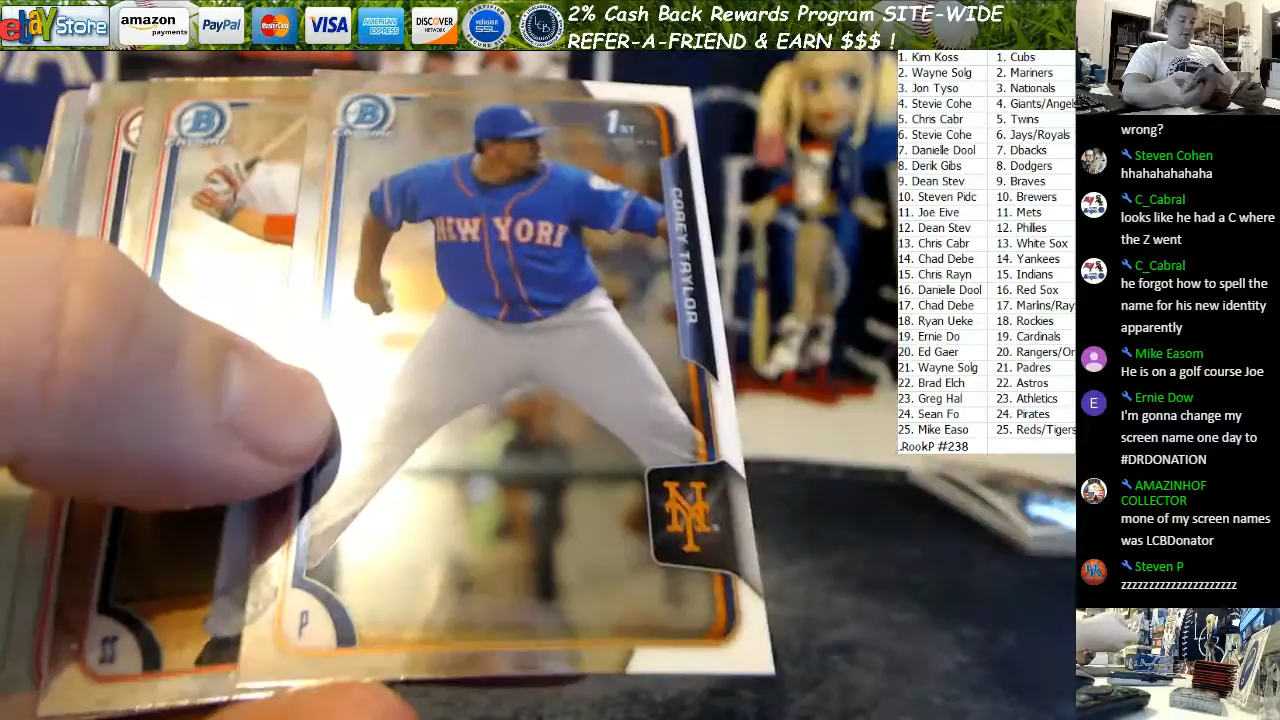 ebay Store
amazon
payments
PayPal
MasterCard
VISA
AMERICAN
EXPRESS
DISCOVER
NETWORK
volusion
SSL
LCB
2% Cash Back Rewards Program SITE-WIDE
REFER-A-FRIEND & EARN $$$ !
1. Kim Koss 1. Cubs
2. Wayne Solg 2. Mariners
3. Jon Tyso 3. Nationals
4. Stevie Cohe 4. Giants/Angel
5. Chris Cabr 5. Twins
6. Stevie Cohe 6. Jays/Royals
7. Danielle Dool 7. Dbacks
8. Derik Gibs 8. Dodgers
9. Dean Stev 9. Braves
10. Steven Pidc 10. Brewers
11. Joe Eive 11. Mets
12. Dean Stev 12. Philies
13. Chris Cabr 13. White Sox
14. Chad Debe 14. Yankees
15. Chris Rayn 15. Indians
16. Danielle Dool 16. Red Sox
17. Chad Debe 17. Marins/Ray
18. Ryan Ueke 18. Rockies
19. Ernie Do 19. Cardinals
20. Ed Gaer 20. Rangers/Or
21. Wayne Solg 21. Padres
22. Brad Elch 22. Astros
23. Greg Hal 23. Athletics
24. Sean Fo 24. Pirates
25. Mike Easo 25. Reds/Tigers
.RookP #238
wrong?
Steven Cohen
hhahahahahaha
C_Cabral
looks like he had a C where
the Z went
C_Cabral
he forgot how to spell the
name for his new identity
apparently
Mike Easom
He is on a golf course Joe
E Ernie Dow
I'm gonna change my
screen name one day to
#DRDONATION
AMAZINHOF
COLLECTOR
mone of my screen names
was LCBDonator
Steven P
zzzzzzzzzzzzzzzzzzzzz
B
Chrome
B
Chrome
1ST
NEW YORK
COREY TAYLOR
NY
P